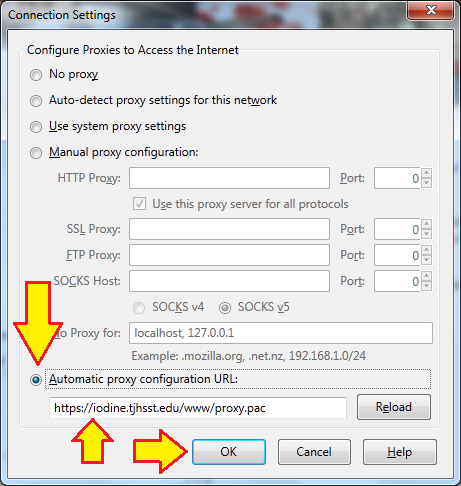 Connection Settings
Configure Proxies to Access the Internet
No proxy
Auto-detect proxy settings for this network
Use system proxy settings
Manual proxy configuration:
HTTP Proxy: Port: 0
Use this proxy server for all protocols
SSL Proxy: Port: 0
FTP Proxy: Port: 0
SOCKS Host: Port: 0
SOCKS v4 SOCKS v5
o Proxy for: localhost, 127.0.0.1
Example: .mozilla.org, .net.nz, 192.168.1.0/24
Automatic proxy configuration URL:
https://iodine.tjhsst.edu/www/proxy.pac Reload
OK Cancel Help